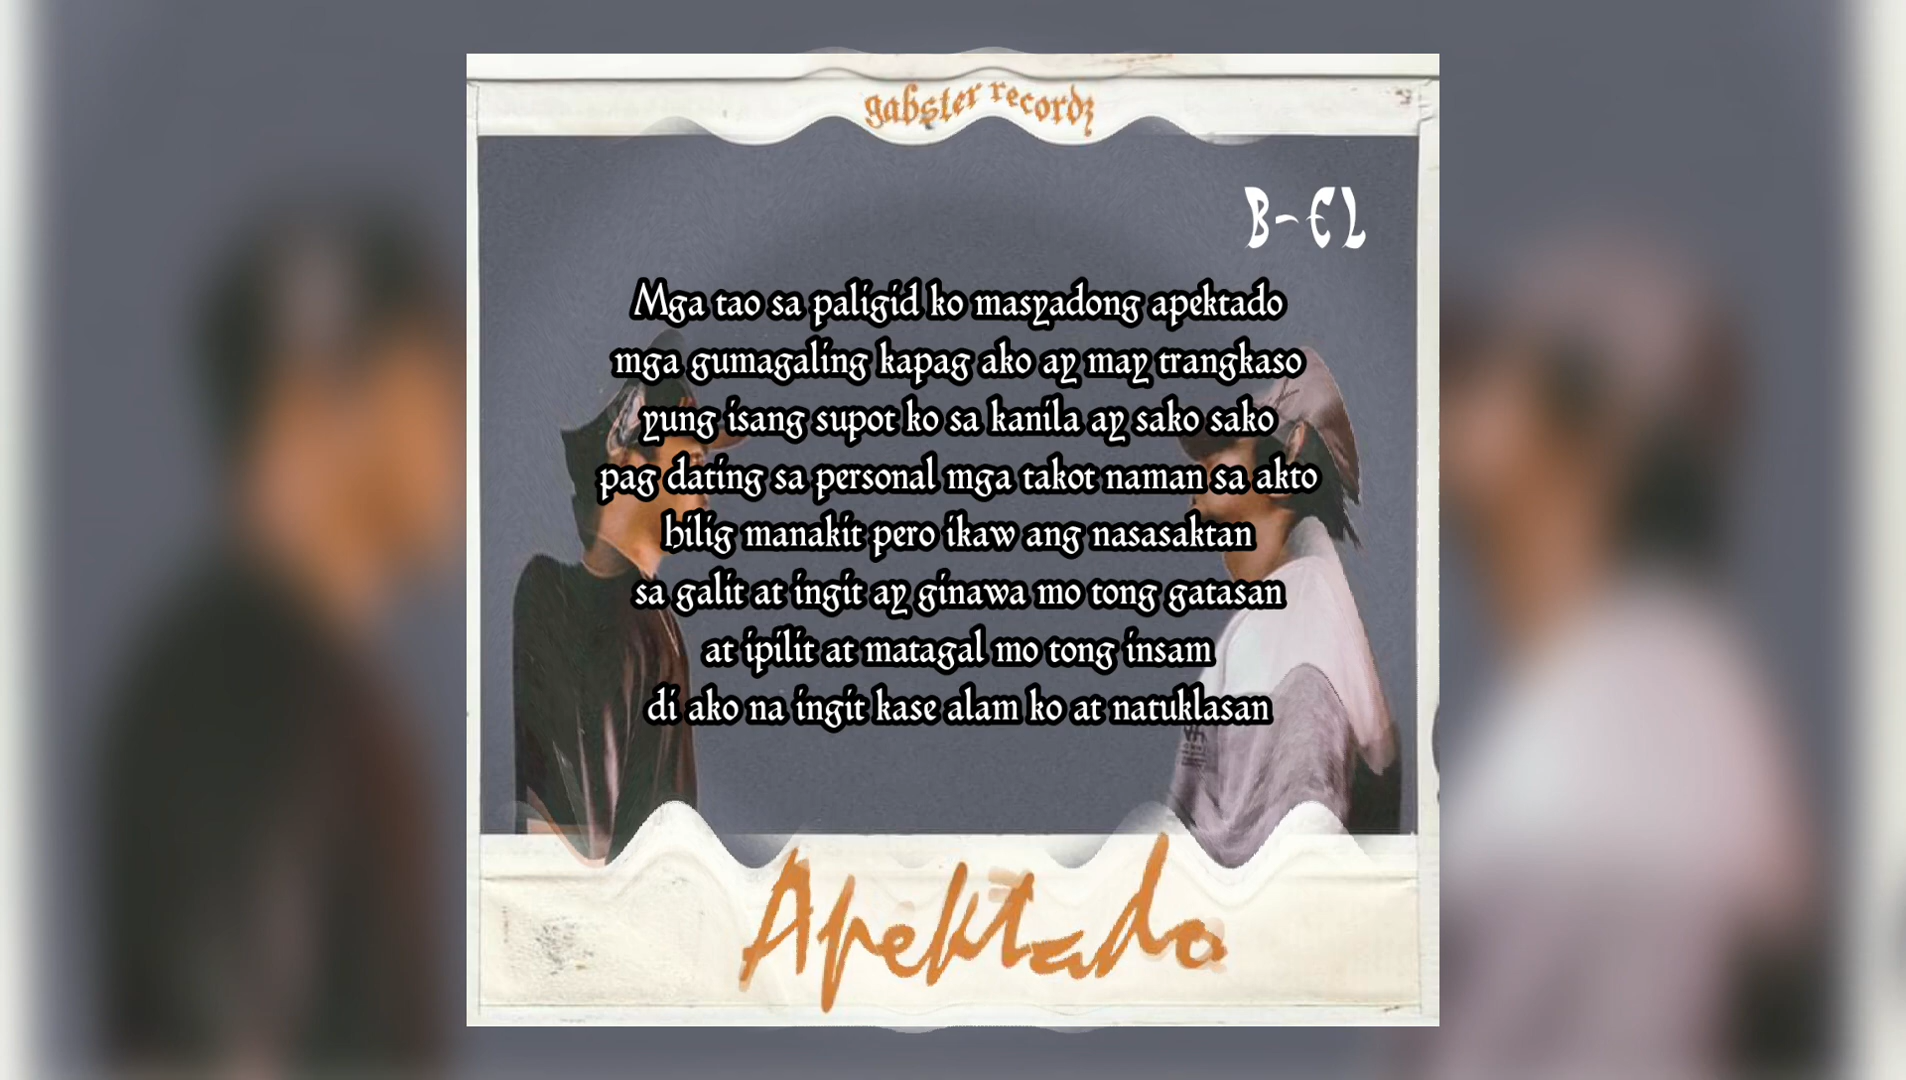 gabster recordz
B-EL
Mga tao sa paligid ko masyadong apektado
mga gumagaling kapag ako ay may trangkaso
yung isang supot ko sa kanila ay sako sako
pag dating sa personal mga takot naman sa akto
hilig manakit pero ikaw ang nasasaktan
sa galit at ingit ay ginawa mo tong gatasan
at ipilit at matagal mo tong insam
di ako na ingit kase alam ko at natuklasan
Apektado